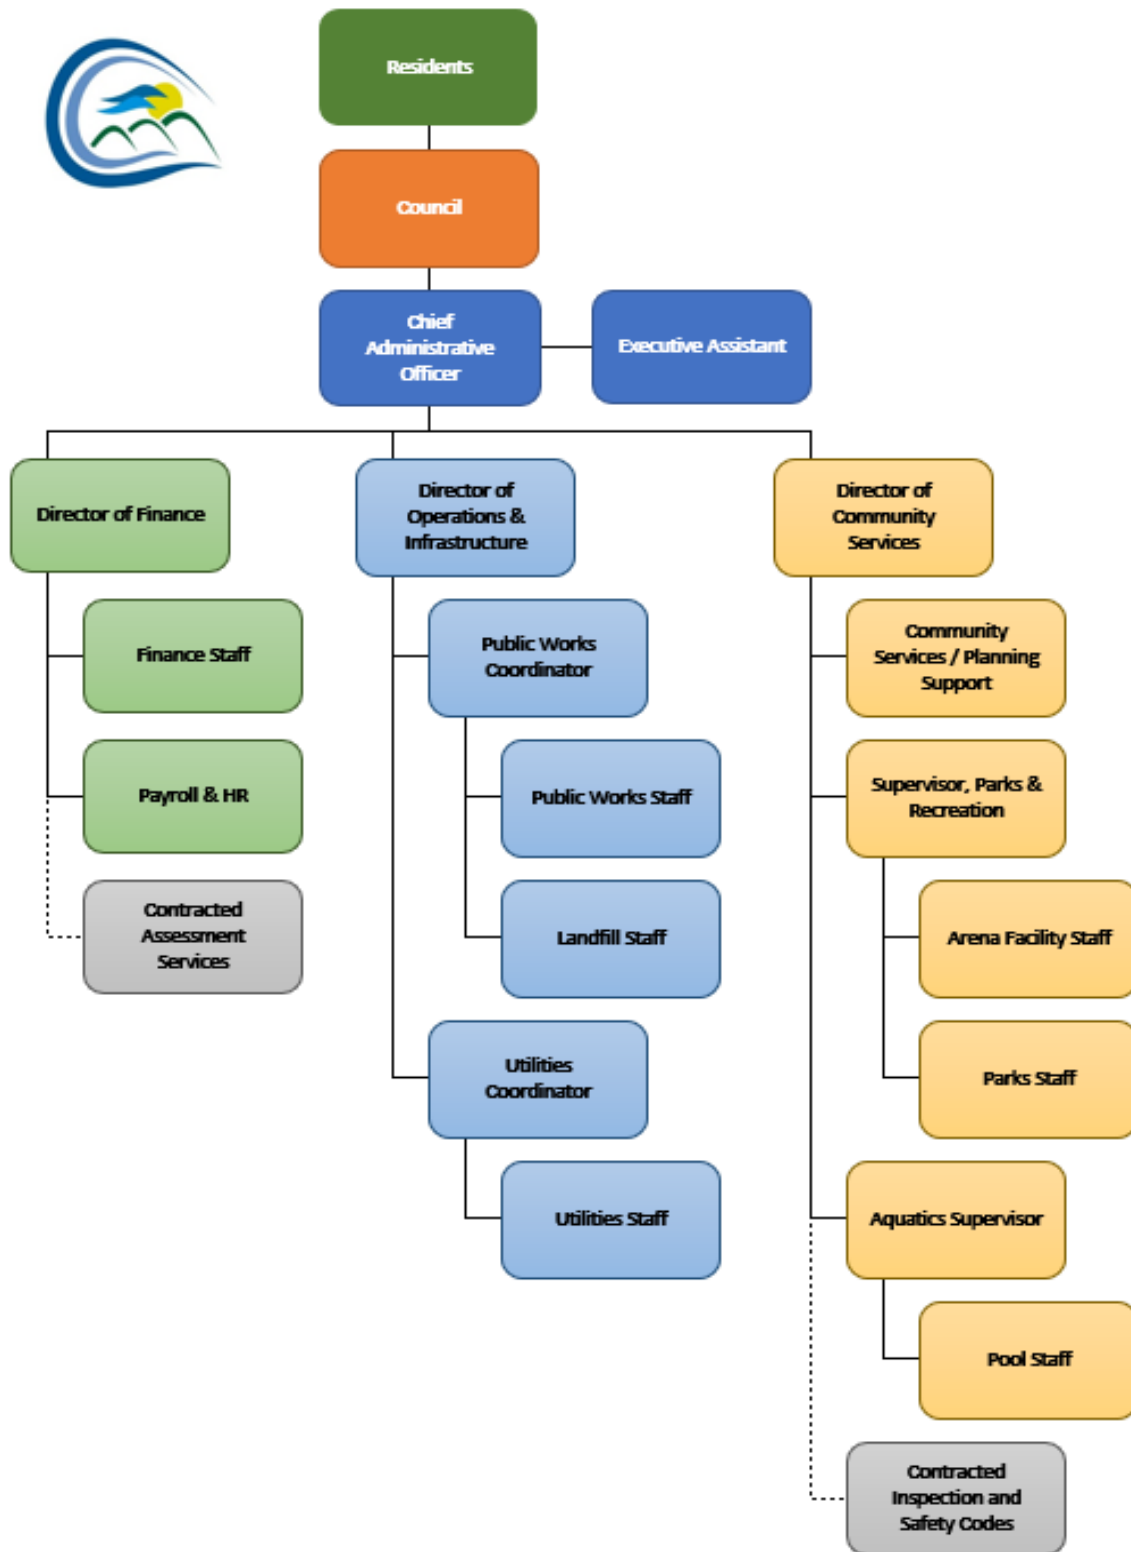 Residents
Council
Chief
Administrative
Officer
Executive Assistant
Director of Finance
Finance Staff
Payroll & HR
Contracted
Assessment
Services
Director of
Operations &
Infrastructure
Public Works
Coordinator
Public Works Staff
Landfill Staff
Utilities
Coordinator
Utilities Staff
Director of
Community
Services
Community
Services / Planning
Support
Supervisor, Parks &
Recreation
Arena Facility Staff
Parks Staff
Aquatics Supervisor
Pool Staff
Contracted
Inspection and
Safety Codes